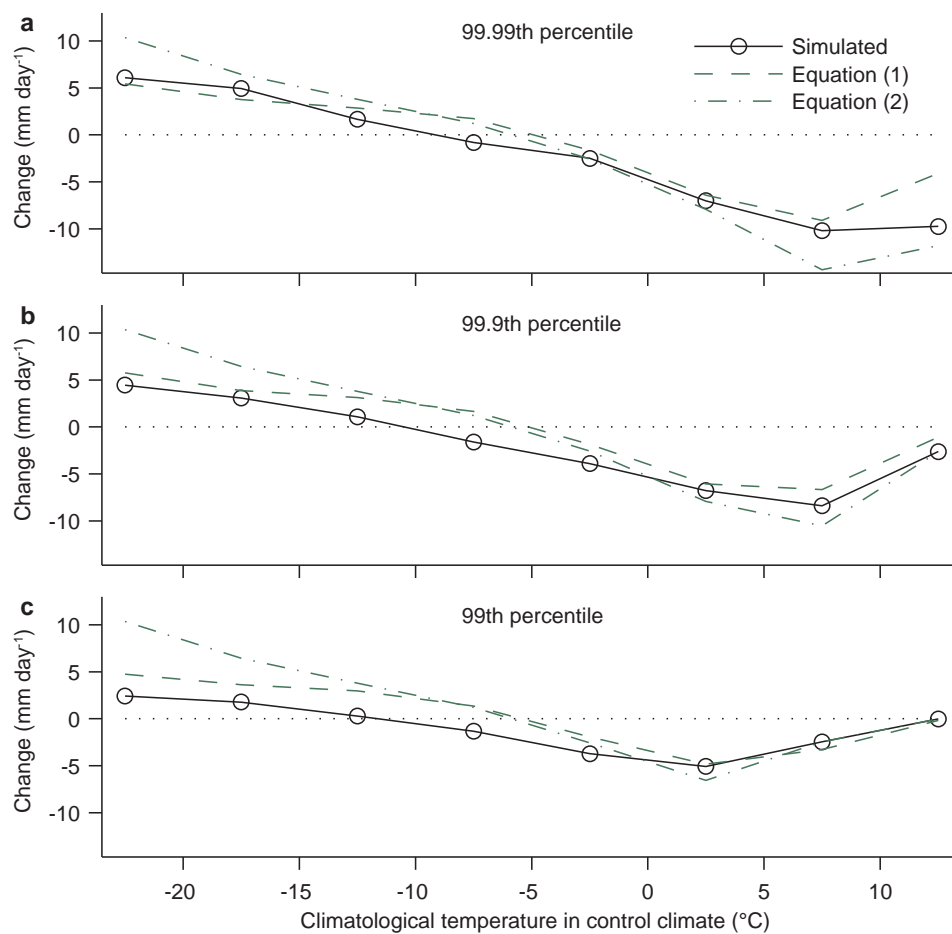 a
99.99th percentile
Simulated
Equation (1)
Equation (2)
Change (mm day-1)
10
5
0
-5
-10
b
99.9th percentile
Change (mm day-1)
10
5
0
-5
-10
c
99th percentile
Change (mm day-1)
10
5
0
-5
-10
-20 -15 -10 -5 0 5 10
Climatological temperature in control climate (°C)